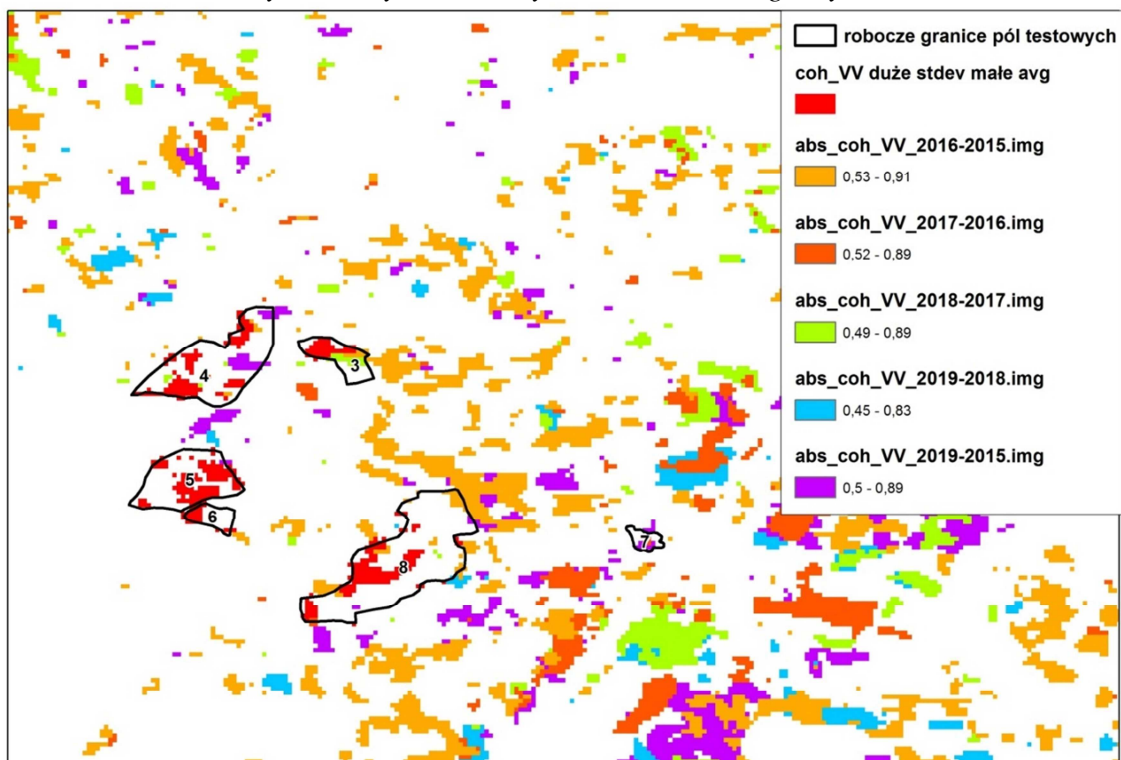 robocze granice pól testowych
coh_VV duże stdev małe avg
abs_coh_VV_2016-2015.img
0,53 - 0,91
abs_coh_VV_2017-2016.img
0,52 - 0,89
abs_coh_VV_2018-2017.img
0,49 - 0,89
abs_coh_VV_2019-2018.img
0,45 - 0,83
abs_coh_VV_2019-2015.img
0,5 - 0,89
3
4
5
6
7
8